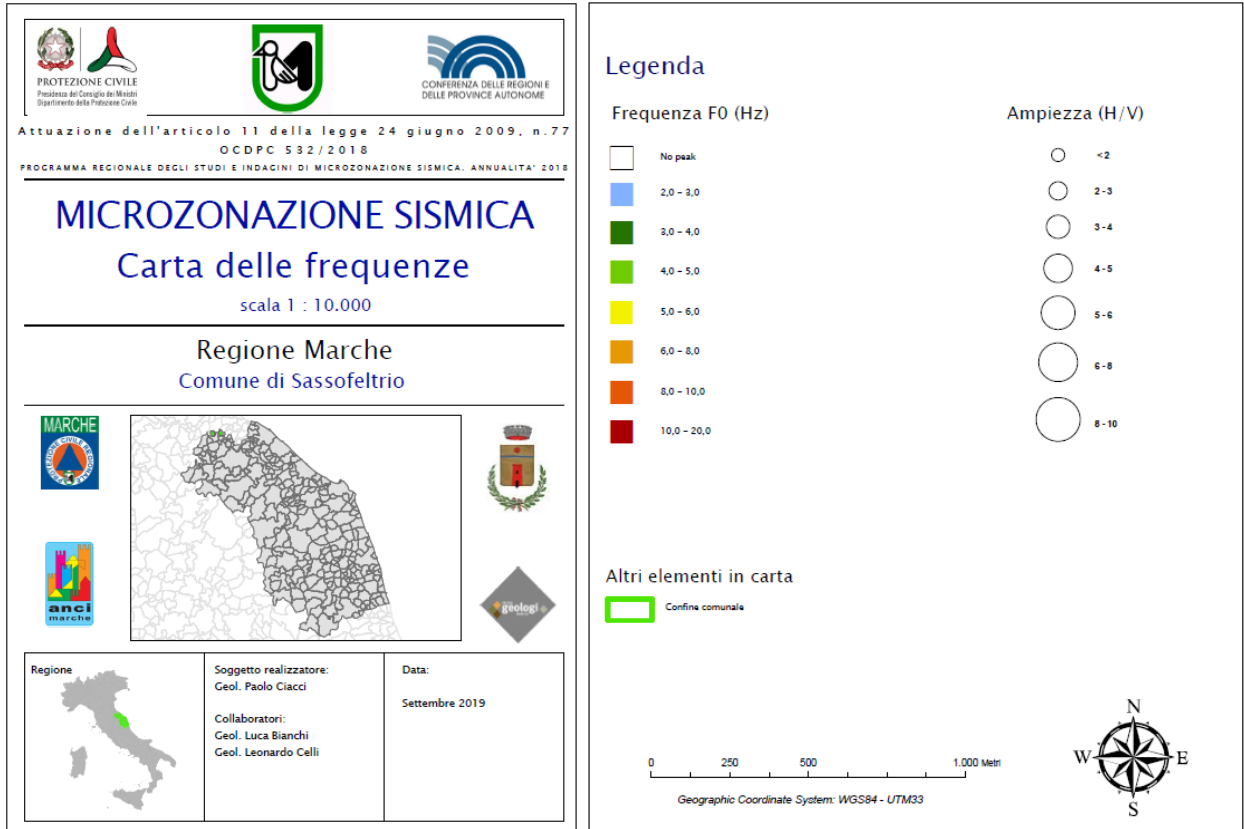 PROTEZIONE CIVILE
Presidenza del Consiglio dei Ministri
Dipartimento della Protezione Civile
CONFERENZA DELLE REGIONI E
DELLE PROVINCE AUTONOME
Attuazione dell'articolo 11 della legge 24 giugno 2009, n.77
OCDPC 532/2018
PROGRAMMA REGIONALE DEGLI STUDI E INDAGINI DI MICROZONAZIONE SISMICA. ANNUALITA' 2018
MICROZONAZIONE SISMICA
Carta delle frequenze
scala 1 : 10.000
Regione Marche
Comune di Sassofeltrio
MARCHE
PROTEZIONE CIVILE REGIONALE
anci
marche
geologi
Regione
Soggetto realizzatore:
Geol. Paolo Ciacci
Collaboratori:
Geol. Luca Bianchi
Geol. Leonardo Celli
Data:
Settembre 2019
Legenda
Frequenza F0 (Hz)
No peak
2,0 – 3,0
3,0 – 4,0
4,0 – 5,0
5,0 – 6,0
6,0 – 8,0
8,0 – 10,0
10,0 – 20,0
Ampiezza (H/V)
<2
2 - 3
3 - 4
4 - 5
5 - 6
6 - 8
8 - 10
Altri elementi in carta
Confine comunale
0 250 500 1.000 Metri
Geographic Coordinate System: WGS84 - UTM33
N
W E
S